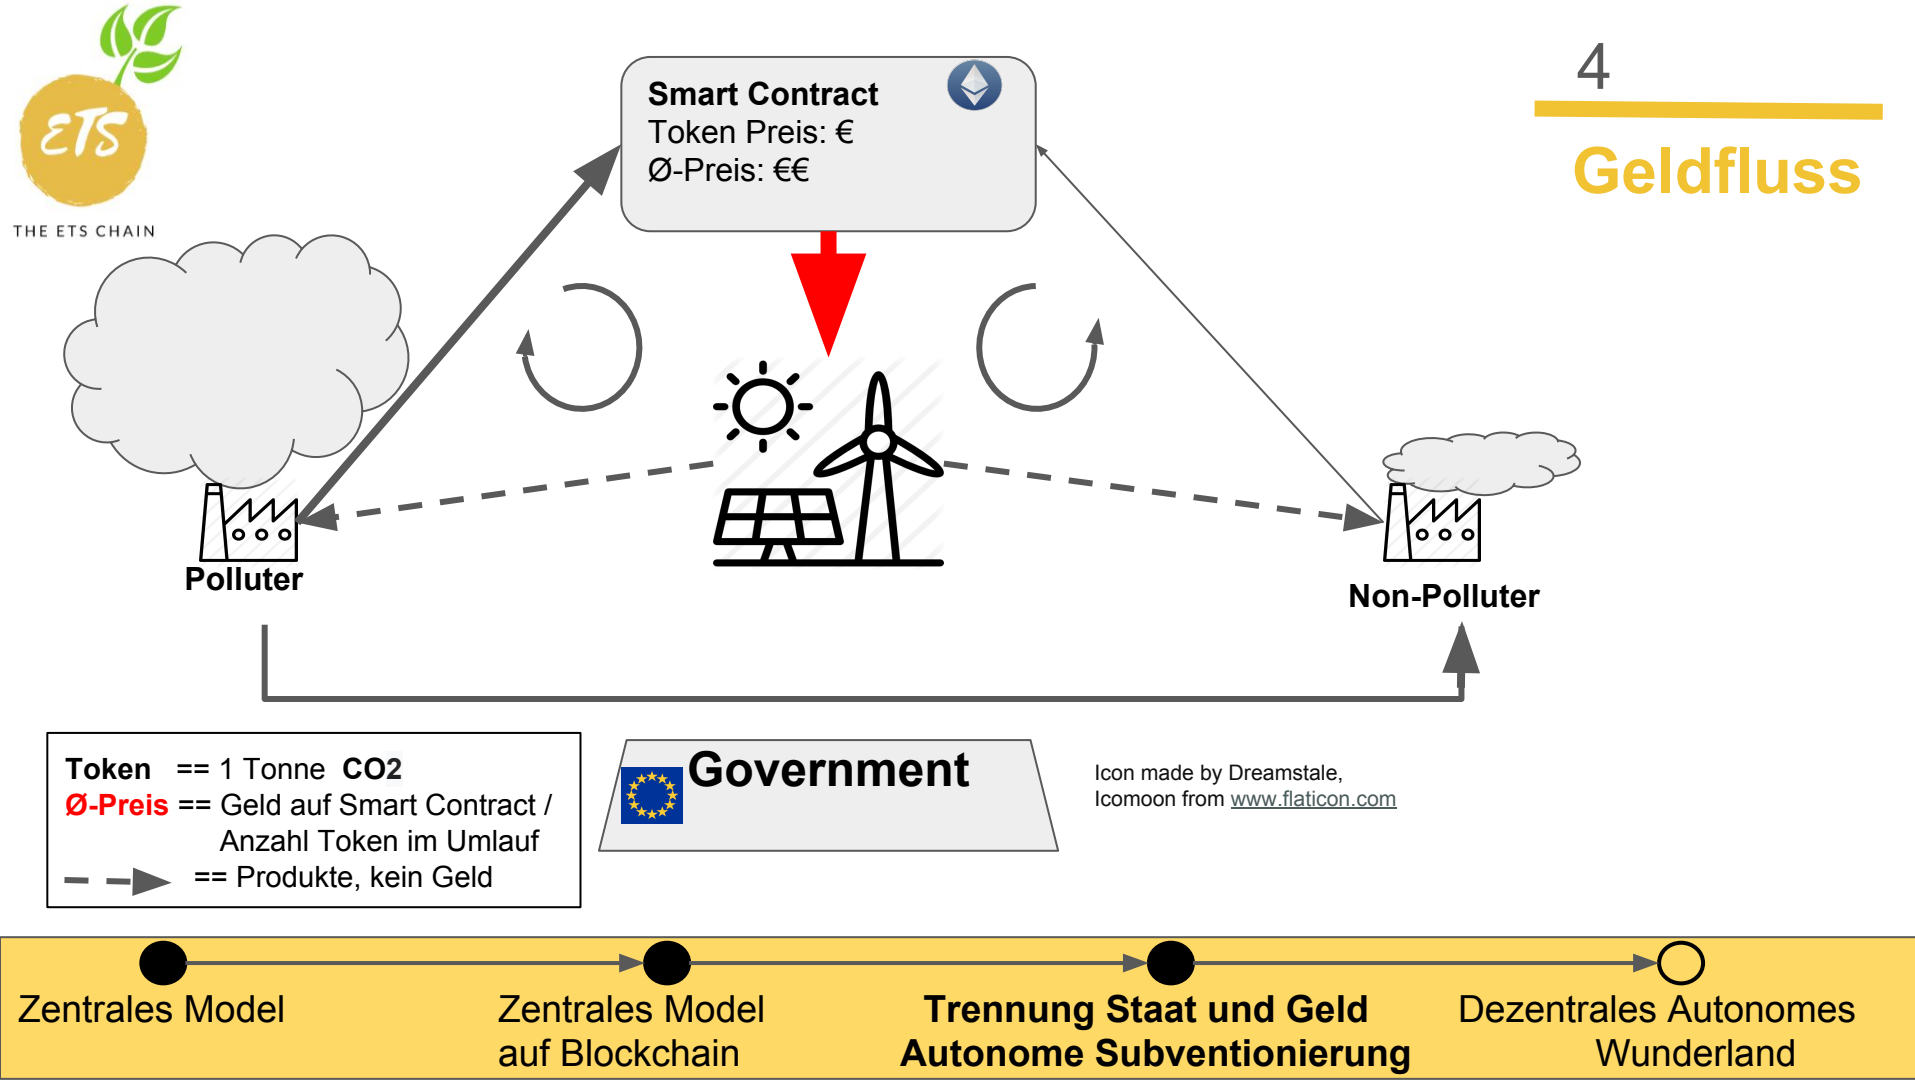 ETS
THE ETS CHAIN
Smart Contract
Token Preis: €
Ø-Preis: €€
4
Geldfluss
Polluter
Non-Polluter
Token == 1 Tonne CO2
Ø-Preis == Geld auf Smart Contract /
Anzahl Token im Umlauf
== Produkte, kein Geld
Government
Icon made by Dreamstale,
Icomoon from www.flaticon.com
Zentrales Model
Zentrales Model
auf Blockchain
Trennung Staat und Geld
Autonome Subventionierung
Dezentrales Autonomes
Wunderland